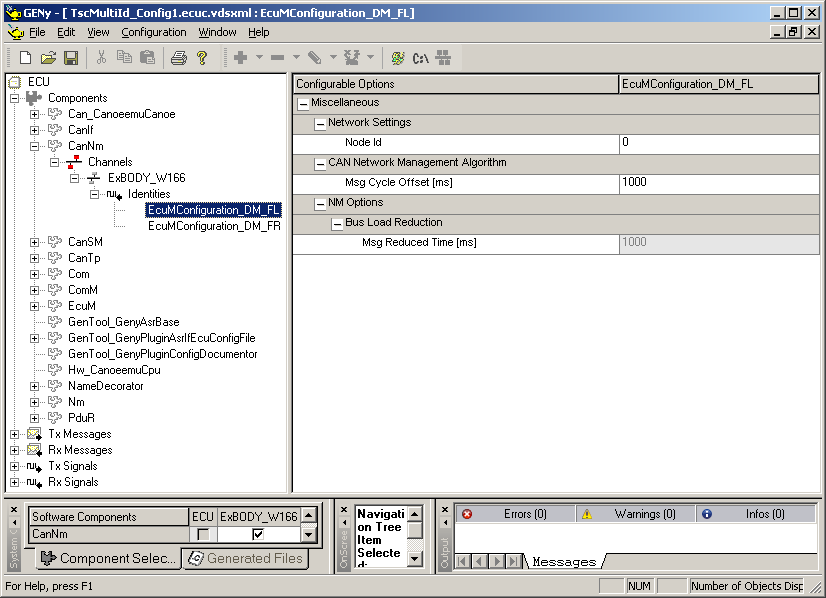 GENy - [ TscMultiId_Config1.ecuc.vdsxml : EcuMConfiguration_DM_FL]
File Edit View Configuration Window Help
C:\
ECU
Components
Can_CanoeemuCanoe
CanIf
CanNm
Channels
ExBODY_W166
Identities
EcuMConfiguration_DM_FL
EcuMConfiguration_DM_FR
CanSM
CanTp
Com
ComM
EcuM
GenTool_GenyAsrBase
GenTool_GenyPluginAsrIfEcuConfigFile
GenTool_GenyPluginConfigDocumentor
Hw_CanoeemuCpu
NameDecorator
Nm
PduR
Tx Messages
Rx Messages
Tx Signals
Rx Signals
Configurable Options EcuMConfiguration_DM_FL
Miscellaneous
Network Settings
Node Id 0
CAN Network Management Algorithm
Msg Cycle Offset [ms] 1000
NM Options
Bus Load Reduction
Msg Reduced Time [ms] 1000
System C
Software Components ECU ExBODY_W166
CanNm
Component Selec... Generated Files
OnScree
Navigati
on Tree
Item
Selecte
d:
Output
Errors (0) Warnings (0) Infos (0)
Messages
For Help, press F1 NUM Number of Objects Disp